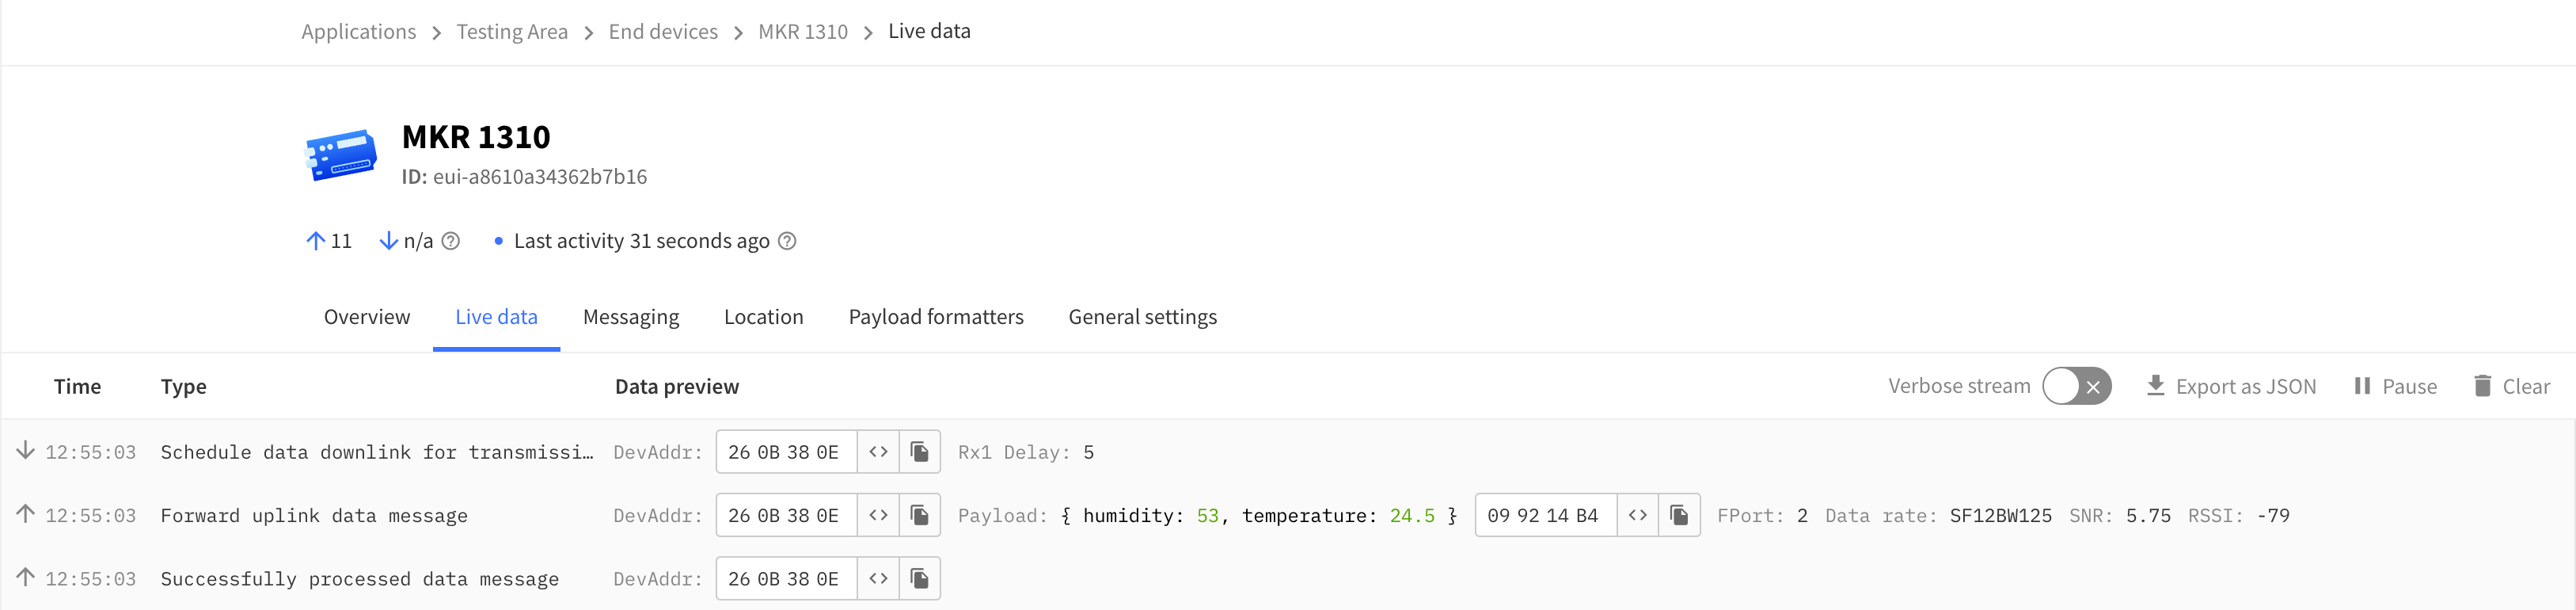 Applications > Testing Area > End devices > MKR 1310 > Live data
MKR 1310
ID: eui-a8610a34362b7b16
↑ 11 ↓ n/a ? • Last activity 31 seconds ago ?
Overview Live data Messaging Location Payload formatters General settings
Time Type Data preview Verbose stream Export as JSON Pause Clear
↓ 12:55:03 Schedule data downlink for transmissi… DevAddr: 26 0B 38 0E <> Rx1 Delay: 5
↑ 12:55:03 Forward uplink data message DevAddr: 26 0B 38 0E <> Payload: { humidity: 53, temperature: 24.5 } 09 92 14 B4 <> FPort: 2 Data rate: SF12BW125 SNR: 5.75 RSSI: -79
↑ 12:55:03 Successfully processed data message DevAddr: 26 0B 38 0E <>